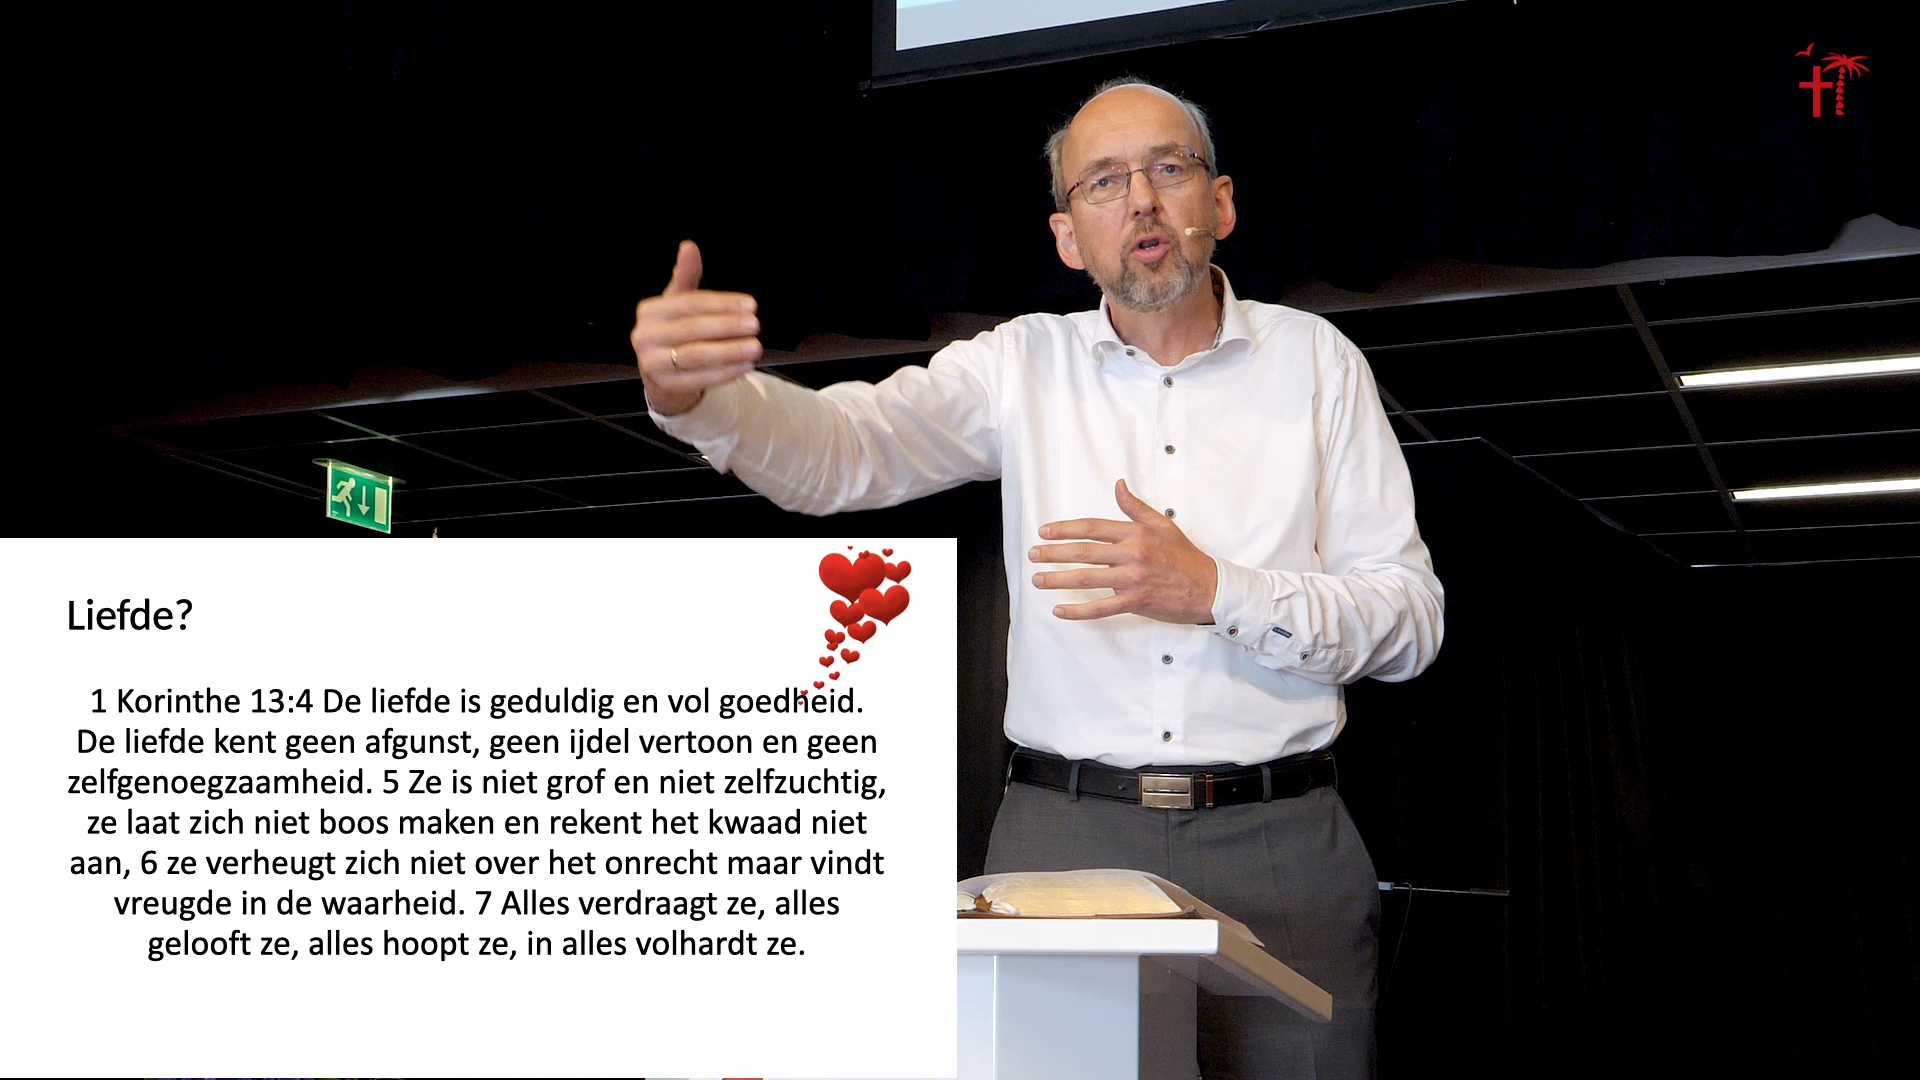 Liefde?
1 Korinthe 13:4 De liefde is geduldig en vol goedheid.
De liefde kent geen afgunst, geen ijdel vertoon en geen
zelfgenoegzaamheid. 5 Ze is niet grof en niet zelfzuchtig,
ze laat zich niet boos maken en rekent het kwaad niet
aan, 6 ze verheugt zich niet over het onrecht maar vindt
vreugde in de waarheid. 7 Alles verdraagt ze, alles
gelooft ze, alles hoopt ze, in alles volhardt ze.